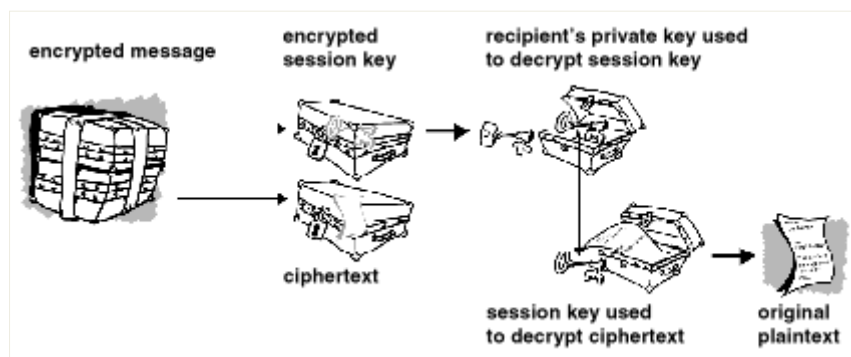 encrypted message
encrypted
session key
recipient's private key used
to decrypt session key
ciphertext
session key used
to decrypt ciphertext
original
plaintext